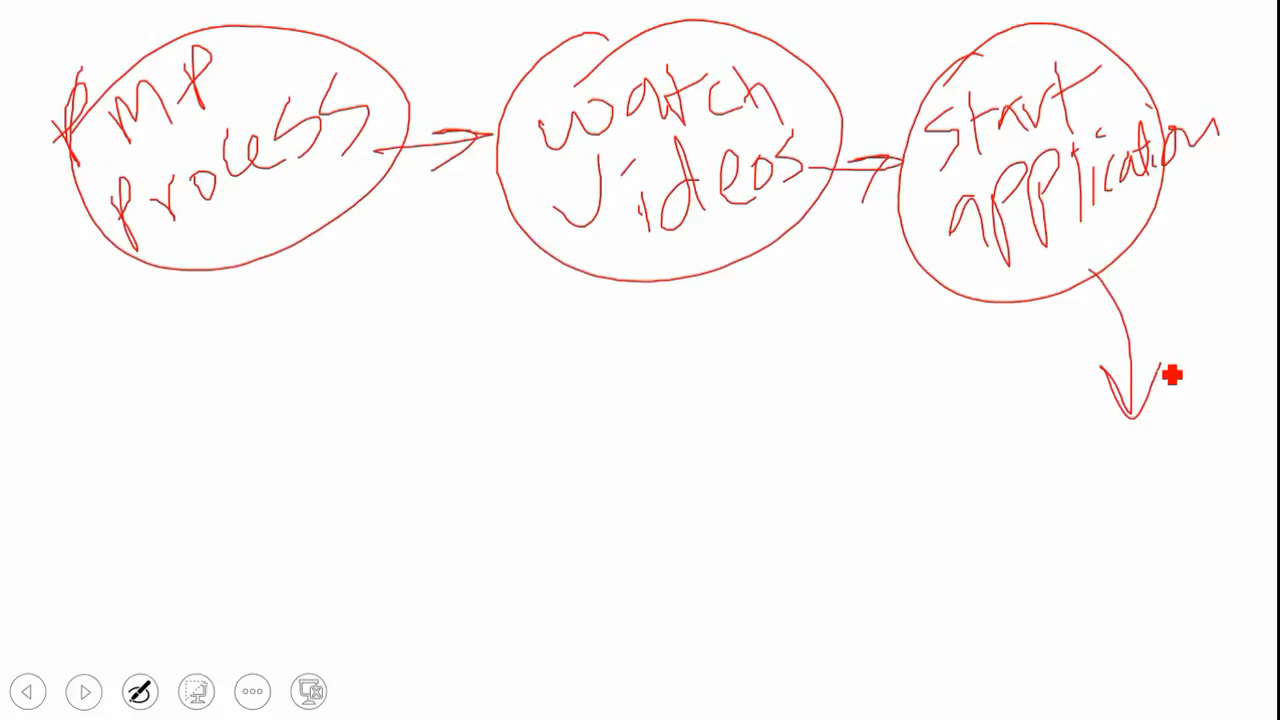 PMP
process
watch
videos
start
application